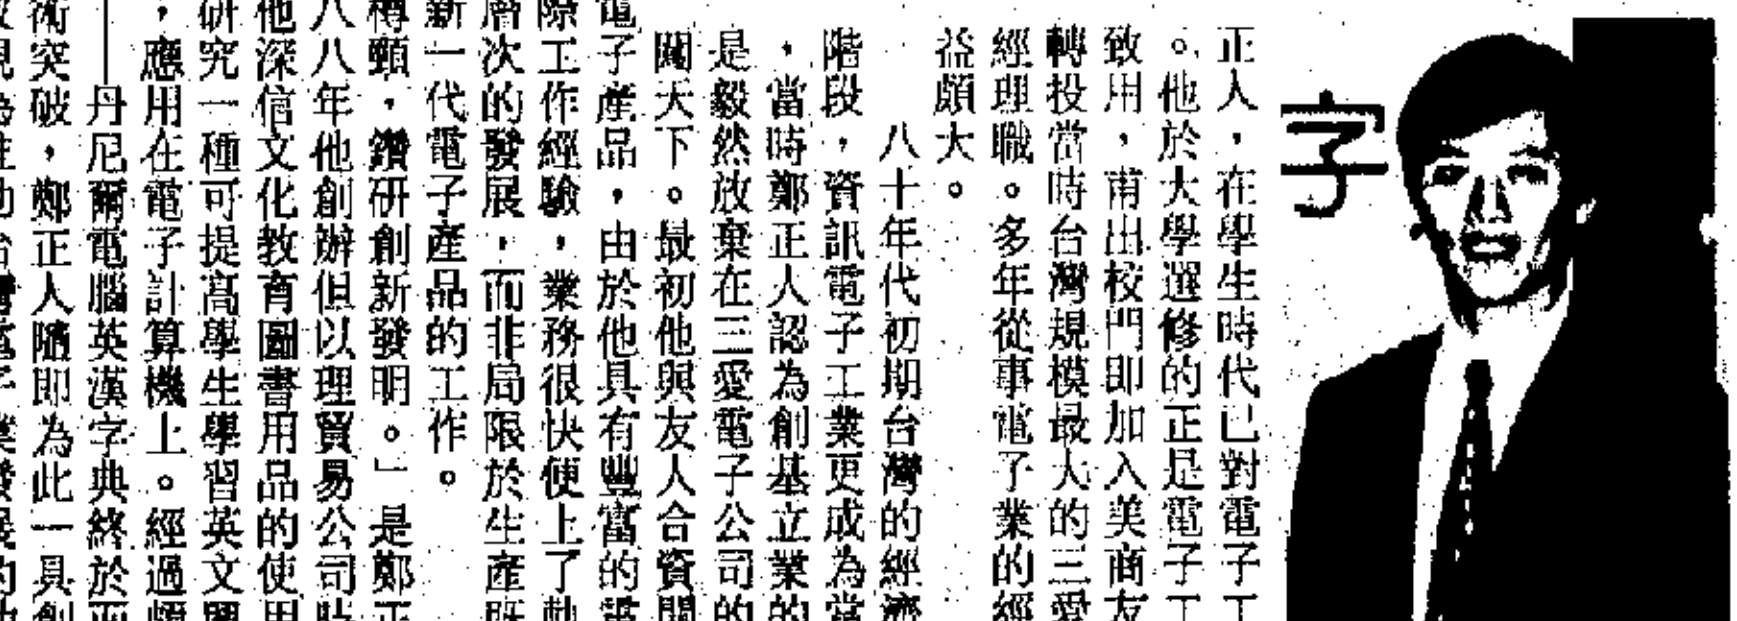 字
正人，在學生時代已對電子工
。他於大學選修的正是電子工
致用，甫出校門即加入美商友
轉投當時台灣規模最大的三愛
經理職。多年從事電子業的經
益頗大。
八十年代初期台灣的經濟
階段，資訊電子工業更成為當
，當時鄭正人認為創基立業的
是毅然放棄在三愛電子公司的
闖天下。最初他與友人合資開
電子產品，由於他具有豐富的電
際工作經驗，業務很快便上了軌
層次的發展，而非局限於生產既
新一代電子產品的工作。
樽頸，鑽研創新發明。」是鄭正
八八年他創辦但以理貿易公司時
他深信文化教育圖書用品的使用
研究一種可提高學生學習英文興
，應用在電子計算機上。經過
——丹尼爾電腦英漢字典終於面
術突破，鄭正人隨即為此一具創